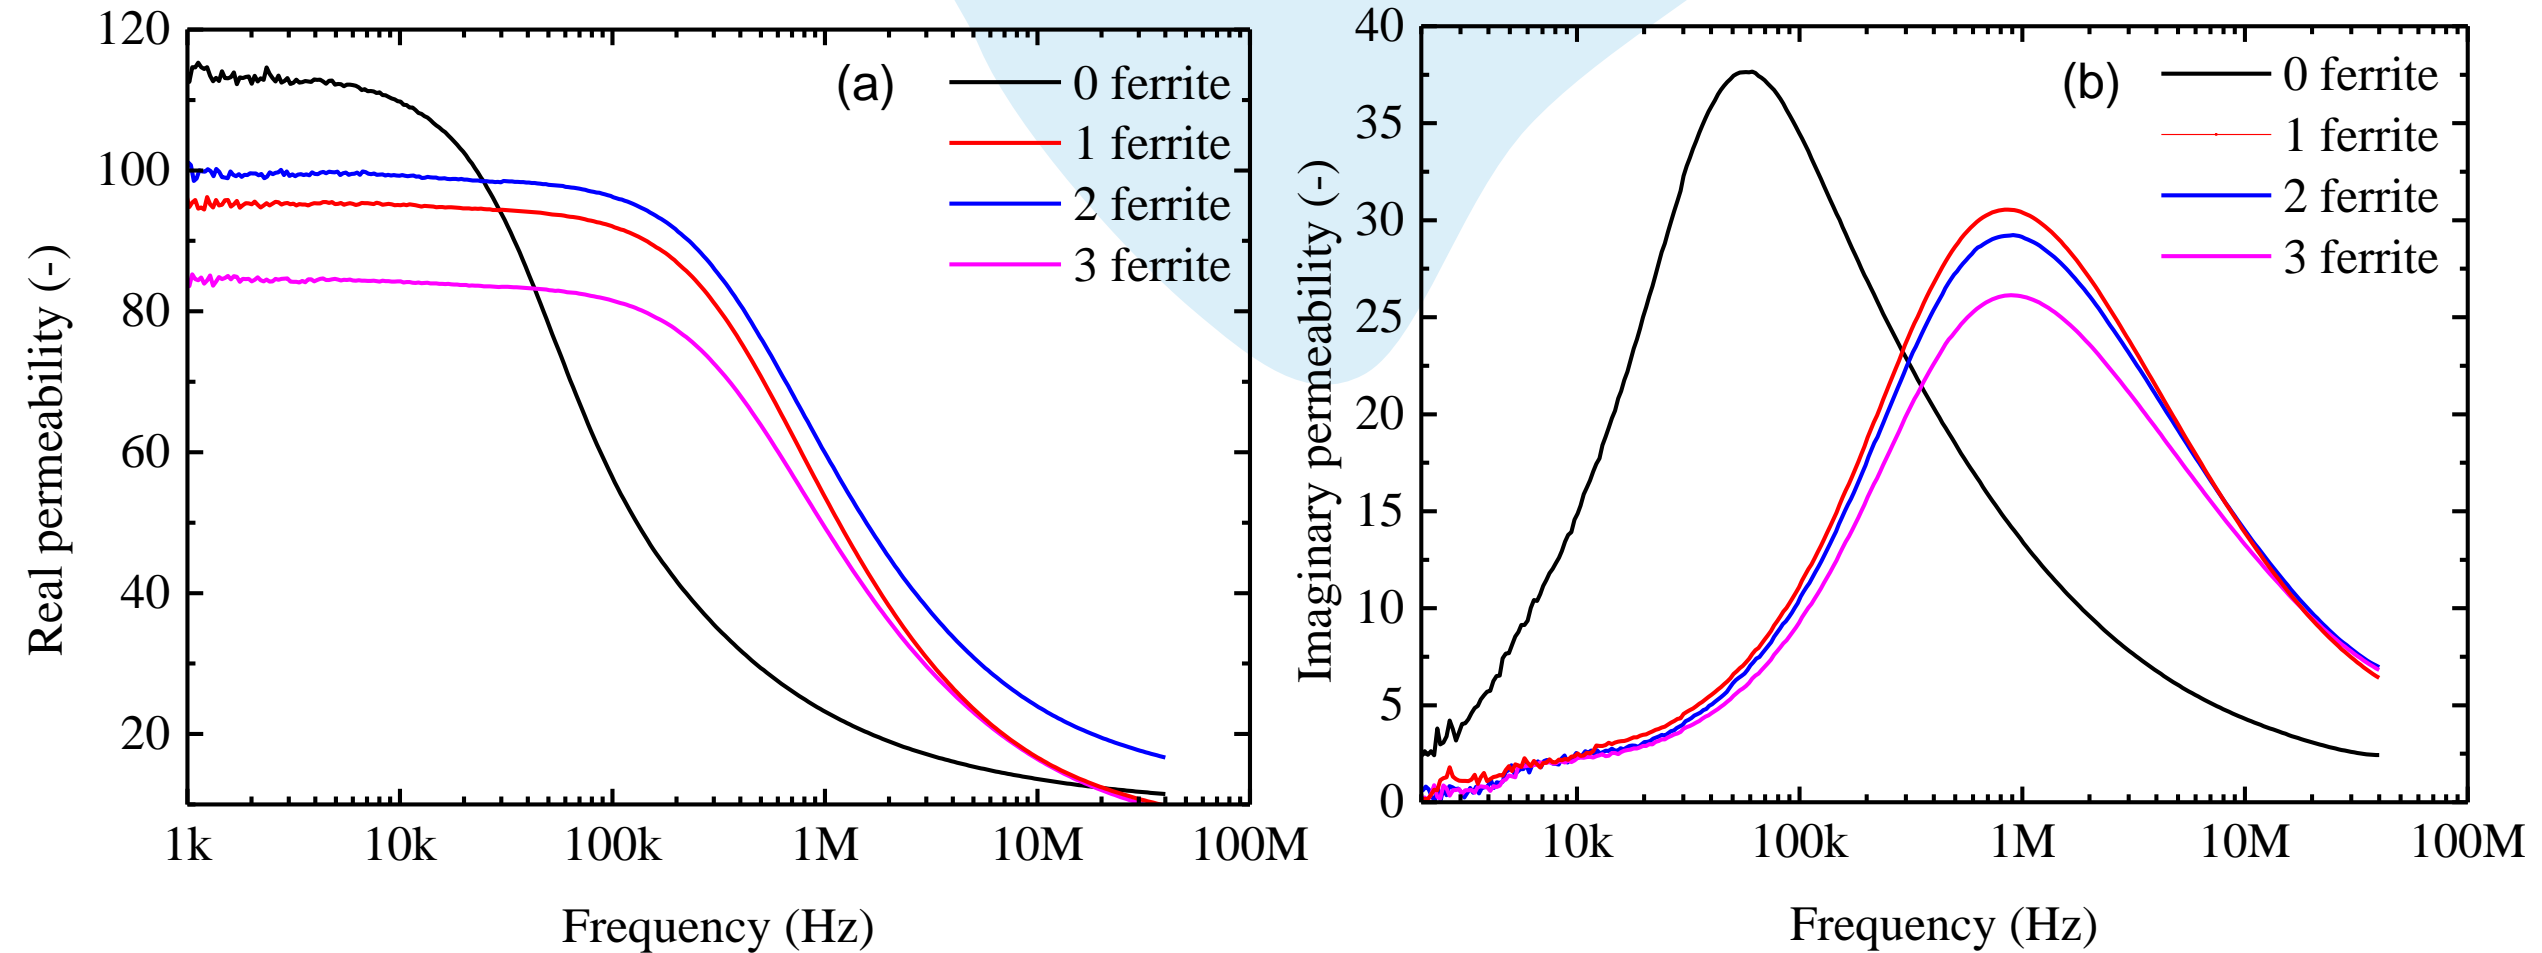 (a)
0 ferrite
1 ferrite
2 ferrite
3 ferrite
Real permeability (-)
120
100
80
60
40
20
1k 10k 100k 1M 10M 100M
Frequency (Hz)
(b)
0 ferrite
1 ferrite
2 ferrite
3 ferrite
Imaginary permeability (-)
40
35
30
25
20
15
10
5
0
10k 100k 1M 10M 100M
Frequency (Hz)